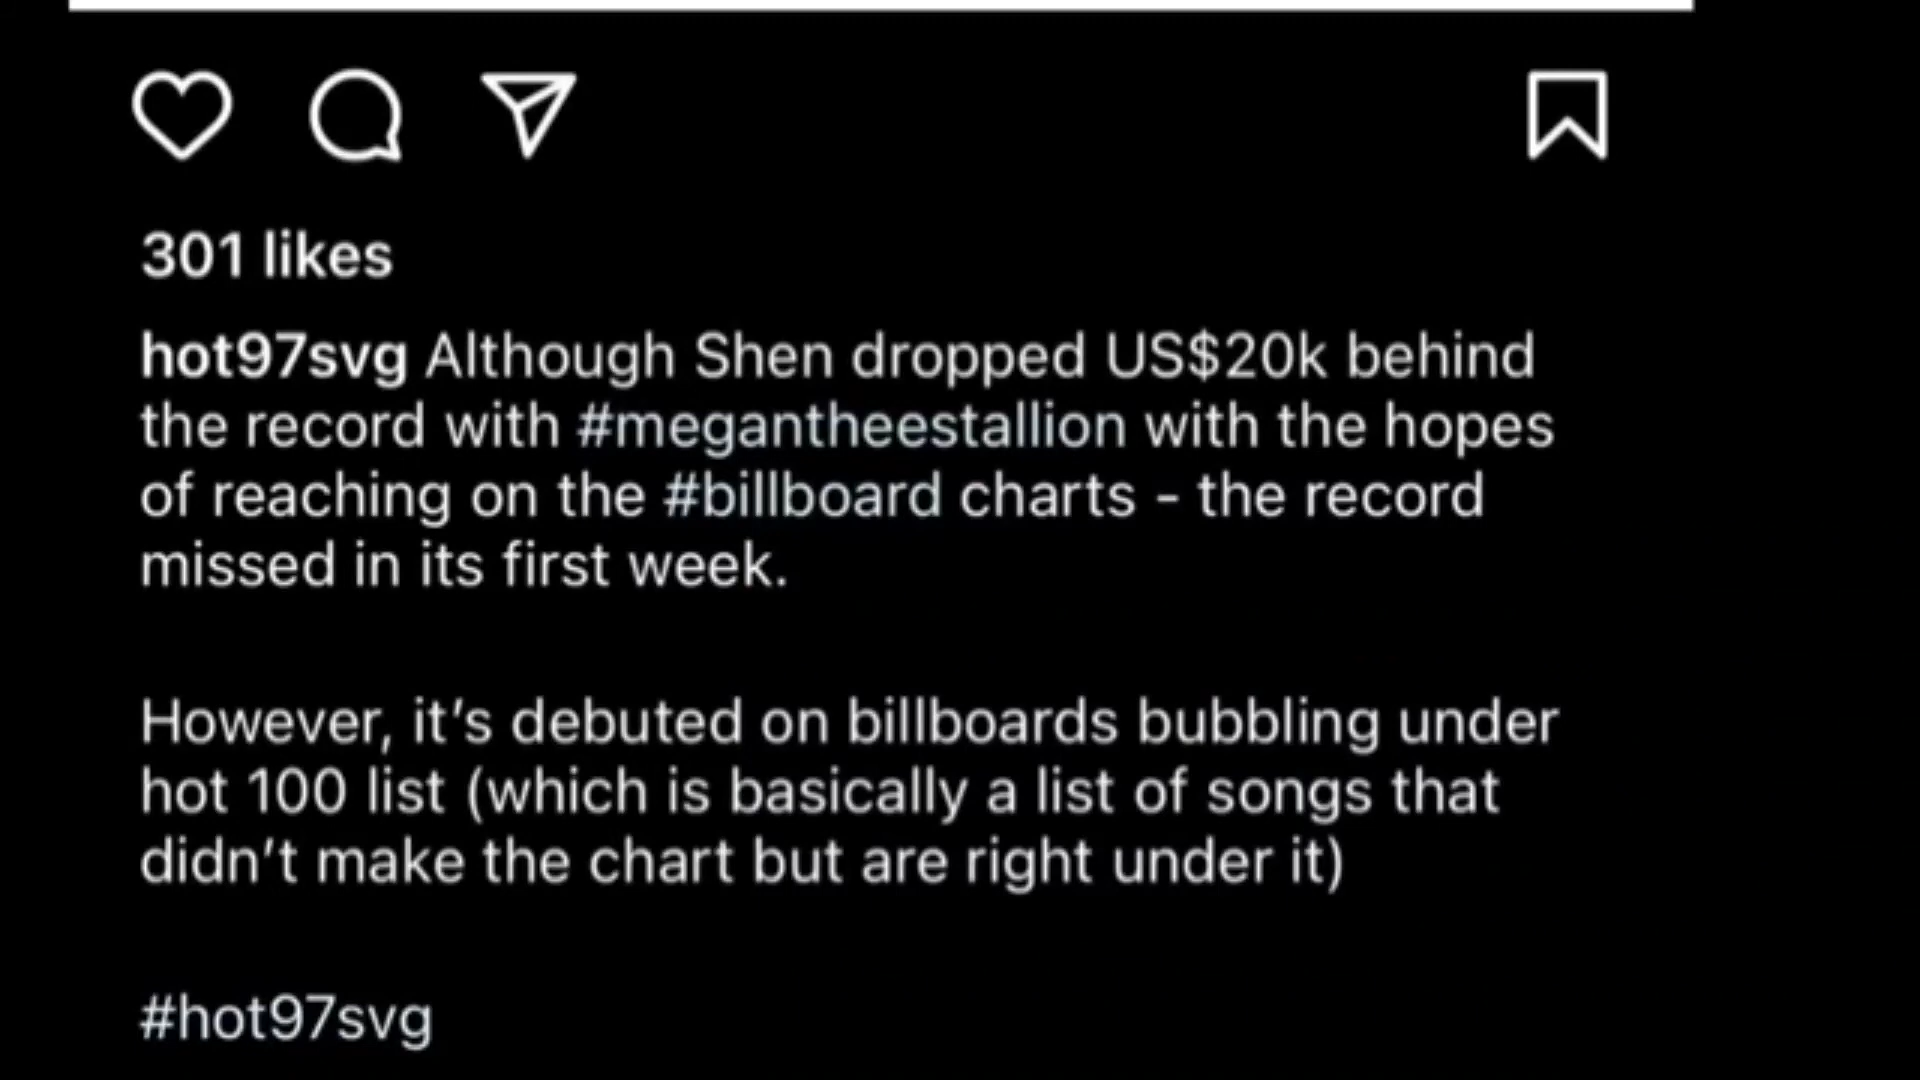 301 likes
hot97svg Although Shen dropped US$20k behind
the record with #megantheestallion with the hopes
of reaching on the #billboard charts - the record
missed in its first week.
However, it’s debuted on billboards bubbling under
hot 100 list (which is basically a list of songs that
didn’t make the chart but are right under it)
#hot97svg